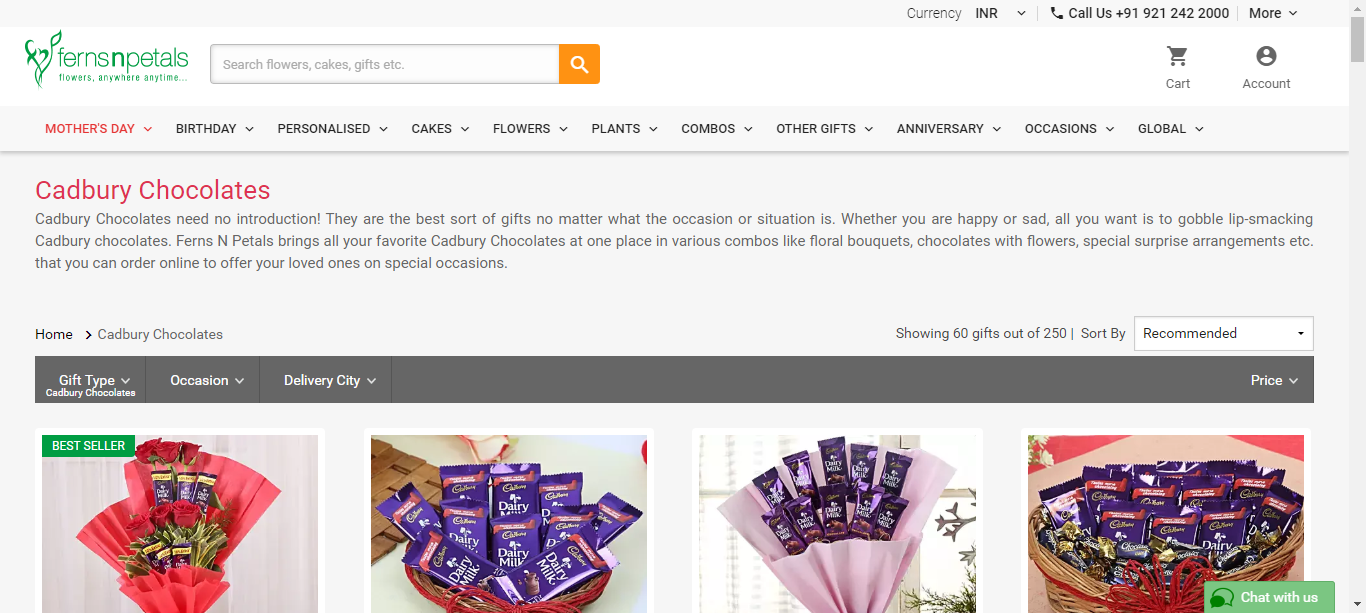 Currency INR
Call Us +91 921 242 2000
More
fernsnpetals
flowers, anywhere anytime...
Search flowers, cakes, gifts etc.
Cart
Account
MOTHER'S DAY
BIRTHDAY
PERSONALISED
CAKES
FLOWERS
PLANTS
COMBOS
OTHER GIFTS
ANNIVERSARY
OCCASIONS
GLOBAL
Cadbury Chocolates
Cadbury Chocolates need no introduction! They are the best sort of gifts no matter what the occasion or situation is. Whether you are happy or sad, all you want is to gobble lip-smacking
Cadbury chocolates. Ferns N Petals brings all your favorite Cadbury Chocolates at one place in various combos like floral bouquets, chocolates with flowers, special surprise arrangements etc.
that you can order online to offer your loved ones on special occasions.
Home > Cadbury Chocolates
Showing 60 gifts out of 250 | Sort By Recommended
Gift Type
Cadbury Chocolates
Occasion
Delivery City
Price
BEST SELLER
Cadbury
Dairy Milk
Chat with us